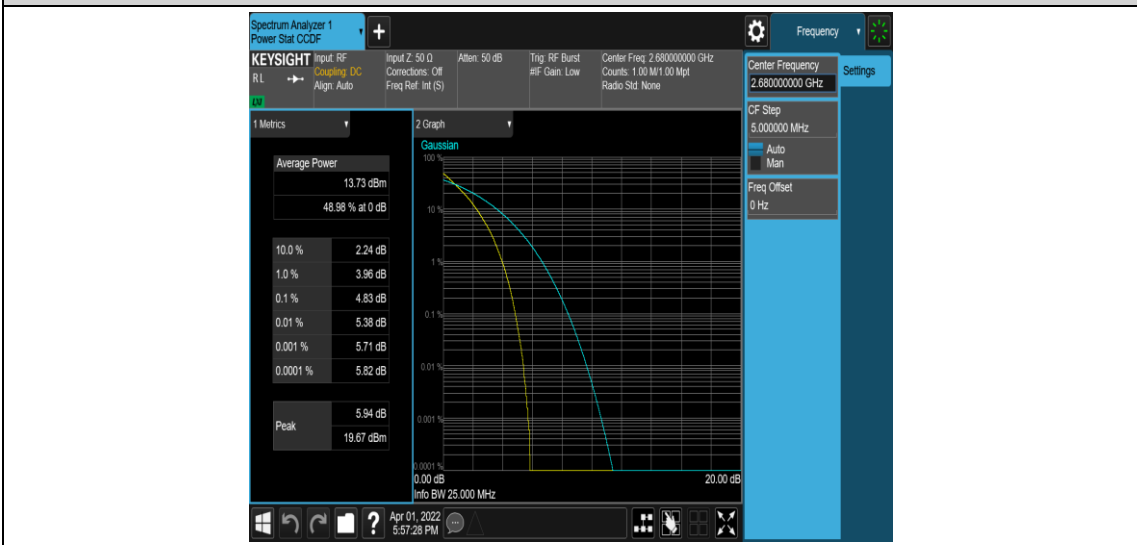 Spectrum Analyzer 1
Power Stat CCDF
+
Frequency
KEYSIGHT
RL
LXI
Input: RF
Coupling: DC
Align: Auto
Input Z: 50 Ω
Corrections: Off
Freq Ref: Int (S)
Atten: 50 dB
Trig: RF Burst
#IF Gain: Low
Center Freq: 2.680000000 GHz
Counts: 1.00 M/1.00 Mpt
Radio Std: None
Center Frequency
2.680000000 GHz
Settings
CF Step
5.000000 MHz
Auto
Man
Freq Offset
0 Hz
1 Metrics
Average Power
13.73 dBm
48.98 % at 0 dB
10.0 % 2.24 dB
1.0 % 3.96 dB
0.1 % 4.83 dB
0.01 % 5.38 dB
0.001 % 5.71 dB
0.0001 % 5.82 dB
Peak
5.94 dB
19.67 dBm
2 Graph
Gaussian
100 %
10 %
1 %
0.1 %
0.01 %
0.001 %
0.0001 %
0.00 dB
20.00 dB
Info BW 25.000 MHz
?
Apr 01, 2022
5:57:28 PM